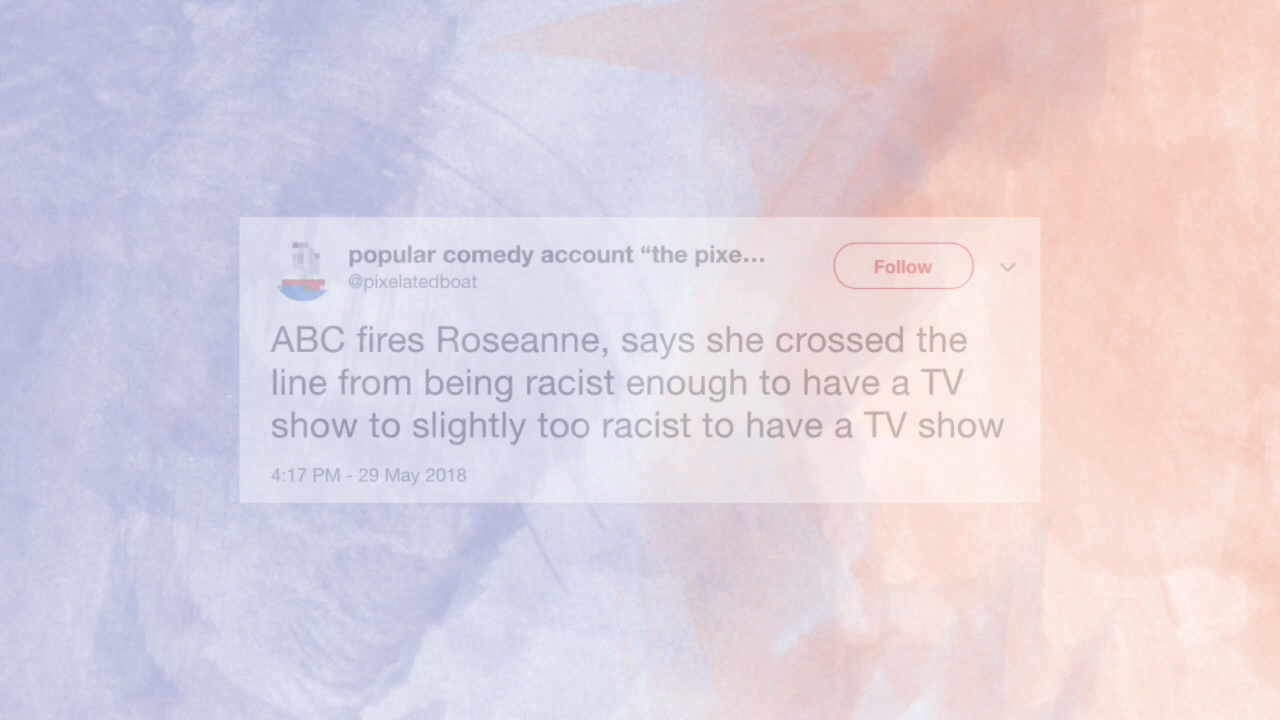 popular comedy account “the pixe…
@pixelatedboat
Follow
ABC fires Roseanne, says she crossed the
line from being racist enough to have a TV
show to slightly too racist to have a TV show
4:17 PM - 29 May 2018